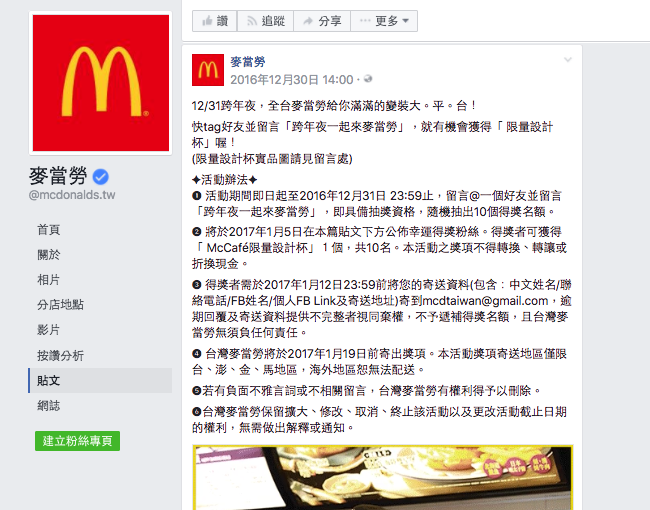 讚 追蹤 分享 ··· 更多
麥當勞
2016年12月30日 14:00 ·
12/31跨年夜，全台麥當勞給你滿滿的變裝大。平。台！
快tag好友並留言「跨年夜一起來麥當勞」，就有機會獲得「 限量設計
杯」喔！
(限量設計杯實品圖請見留言處)
✦活動辦法✦
❶ 活動期間即日起至2016年12月31日 23:59止，留言@一個好友並留言
「跨年夜一起來麥當勞」，即具備抽獎資格，隨機抽出10個得獎名額。
❷ 將於2017年1月5日在本篇貼文下方公佈幸運得獎粉絲。得獎者可獲得
「 McCafé限量設計杯」 1 個，共10名。本活動之獎項不得轉換、轉讓或
折換現金。
❸ 得獎者需於2017年1月12日23:59前將您的寄送資料(包含：中文姓名/聯
絡電話/FB姓名/個人FB Link及寄送地址)寄到mcdtaiwan@gmail.com，逾
期回覆及寄送資料提供不完整者視同棄權，不予遞補得獎名額，且台灣麥
當勞無須負任何責任。
❹ 台灣麥當勞將於2017年1月19日前寄出獎項。本活動獎項寄送地區僅限
台、澎、金、馬地區，海外地區恕無法配送。
❺若有負面不雅言詞或不相關留言，台灣麥當勞有權利得予以刪除。
❻台灣麥當勞保留擴大、修改、取消、終止該活動以及更改活動截止日期
的權利，無需做出解釋或通知。
麥當勞
@mcdonalds.tw
首頁
關於
相片
分店地點
影片
按讚分析
貼文
網誌
建立粉絲專頁